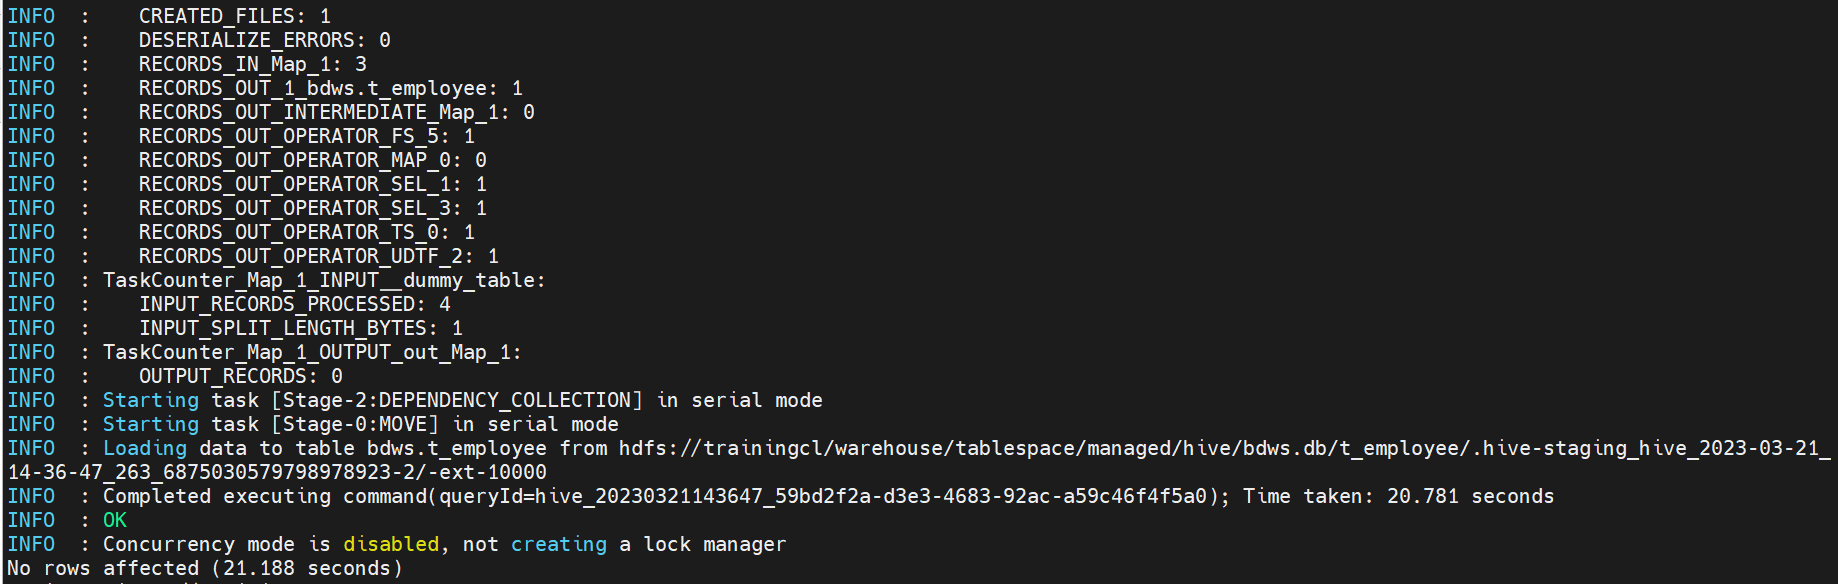 INFO  :     CREATED_FILES: 1
INFO  :     DESERIALIZE_ERRORS: 0
INFO  :     RECORDS_IN_Map_1: 3
INFO  :     RECORDS_OUT_1_bdws.t_employee: 1
INFO  :     RECORDS_OUT_INTERMEDIATE_Map_1: 0
INFO  :     RECORDS_OUT_OPERATOR_FS_5: 1
INFO  :     RECORDS_OUT_OPERATOR_MAP_0: 0
INFO  :     RECORDS_OUT_OPERATOR_SEL_1: 1
INFO  :     RECORDS_OUT_OPERATOR_SEL_3: 1
INFO  :     RECORDS_OUT_OPERATOR_TS_0: 1
INFO  :     RECORDS_OUT_OPERATOR_UDTF_2: 1
INFO  : TaskCounter_Map_1_INPUT__dummy_table:
INFO  :     INPUT_RECORDS_PROCESSED: 4
INFO  :     INPUT_SPLIT_LENGTH_BYTES: 1
INFO  : TaskCounter_Map_1_OUTPUT_out_Map_1:
INFO  :     OUTPUT_RECORDS: 0
INFO  : Starting task [Stage-2:DEPENDENCY_COLLECTION] in serial mode
INFO  : Starting task [Stage-0:MOVE] in serial mode
INFO  : Loading data to table bdws.t_employee from hdfs://trainingcl/warehouse/tablespace/managed/hive/bdws.db/t_employee/.hive-staging_hive_2023-03-21_
14-36-47_263_6875030579798978923-2/-ext-10000
INFO  : Completed executing command(queryId=hive_20230321143647_59bd2f2a-d3e3-4683-92ac-a59c46f4f5a0); Time taken: 20.781 seconds
INFO  : OK
INFO  : Concurrency mode is disabled, not creating a lock manager
No rows affected (21.188 seconds)